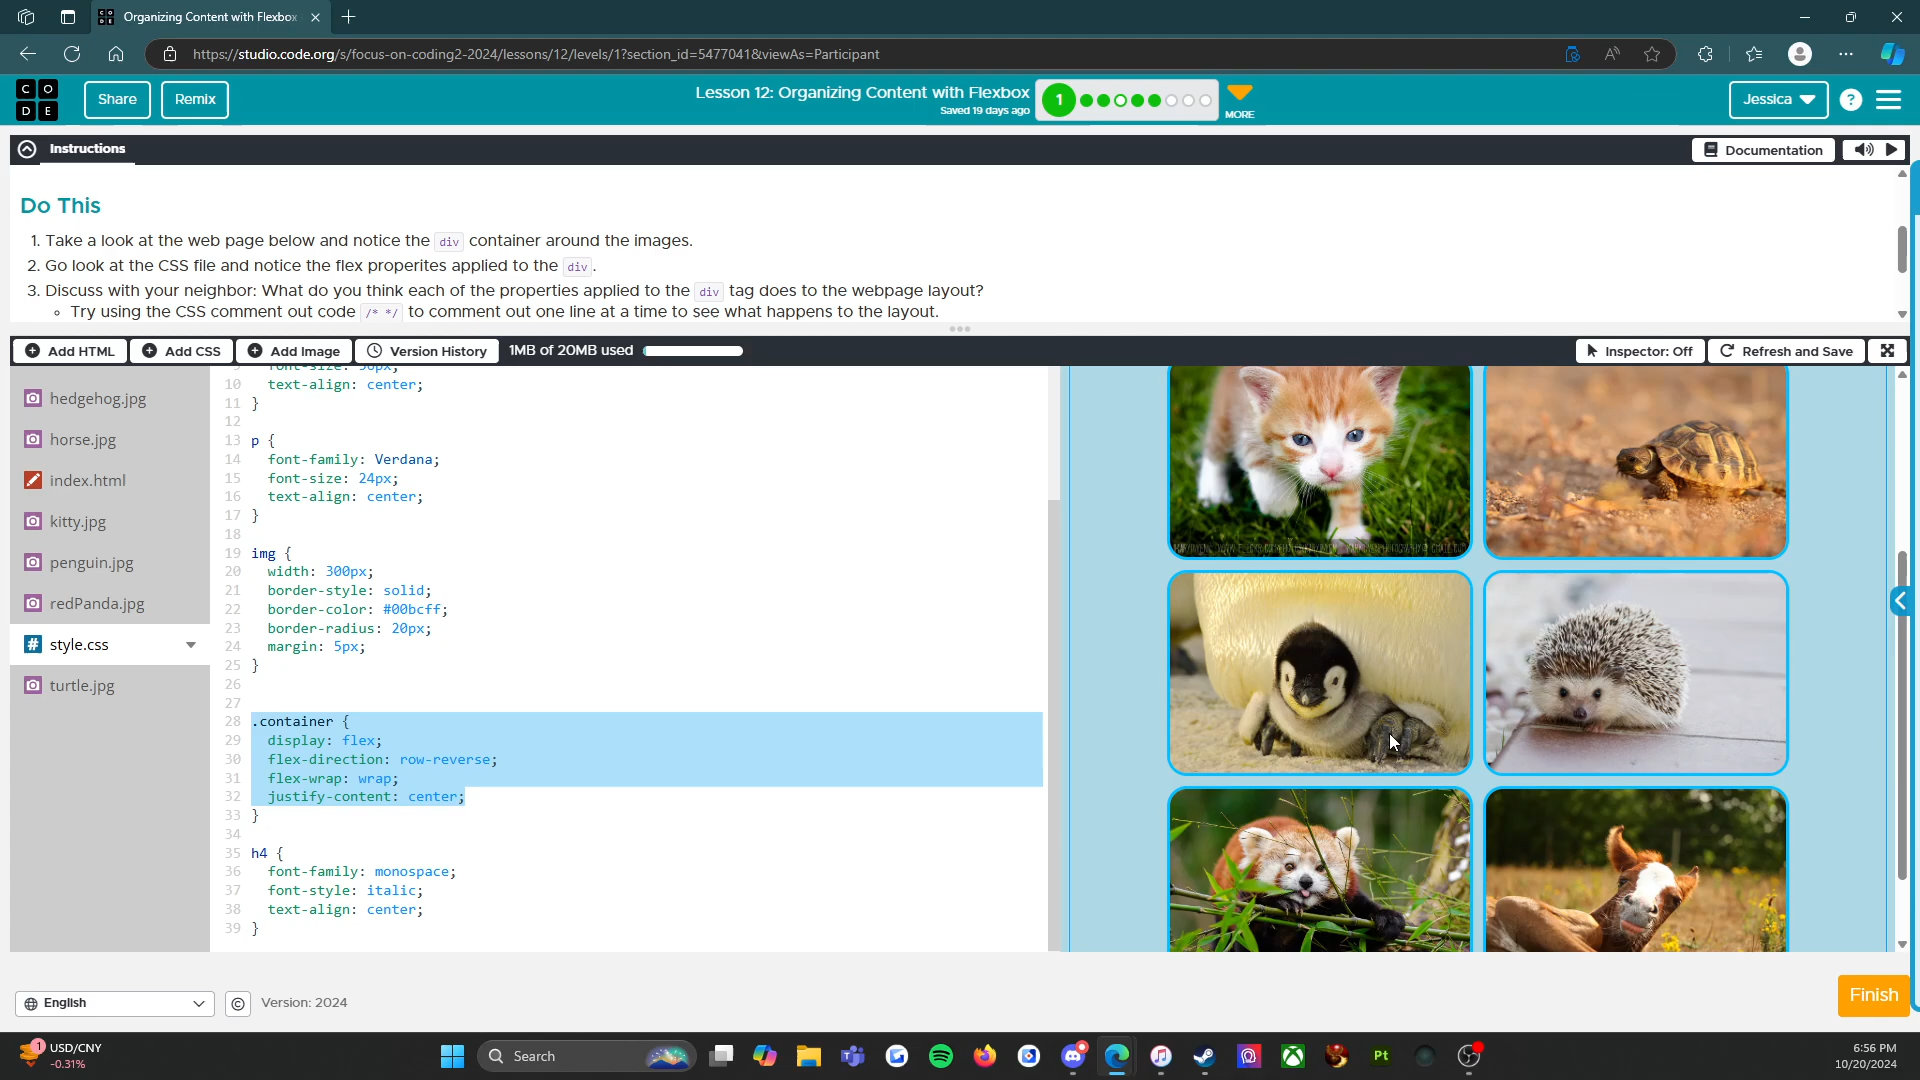 Organizing Content with Flexbox
https://studio.code.org/s/focus-on-coding2-2024/lessons/12/levels/1?section_id=5477041&viewAs=Participant
CODE
Share
Remix
Lesson 12: Organizing Content with Flexbox
Saved 19 days ago
1
MORE
Jessica
?
Instructions
Documentation
Do This
1. Take a look at the web page below and notice the div container around the images.
2. Go look at the CSS file and notice the flex properites applied to the div.
3. Discuss with your neighbor: What do you think each of the properties applied to the div tag does to the webpage layout?
Try using the CSS comment out code /* */ to comment out one line at a time to see what happens to the layout.
Add HTML
Add CSS
Add Image
Version History
1MB of 20MB used
Inspector: Off
Refresh and Save
hedgehog.jpg
horse.jpg
index.html
kitty.jpg
penguin.jpg
redPanda.jpg
style.css
turtle.jpg
10 text-align: center;
11 }
12
13 p {
14 font-family: Verdana;
15 font-size: 24px;
16 text-align: center;
17 }
18
19 img {
20 width: 300px;
21 border-style: solid;
22 border-color: #00bcff;
23 border-radius: 20px;
24 margin: 5px;
25 }
26
27
28 .container {
29 display: flex;
30 flex-direction: row-reverse;
31 flex-wrap: wrap;
32 justify-content: center;
33 }
34
35 h4 {
36 font-family: monospace;
37 font-style: italic;
38 text-align: center;
39 }
Finish
English
Version: 2024
1
USD/CNY
-0.31%
Search
Pt
6:56 PM
10/20/2024